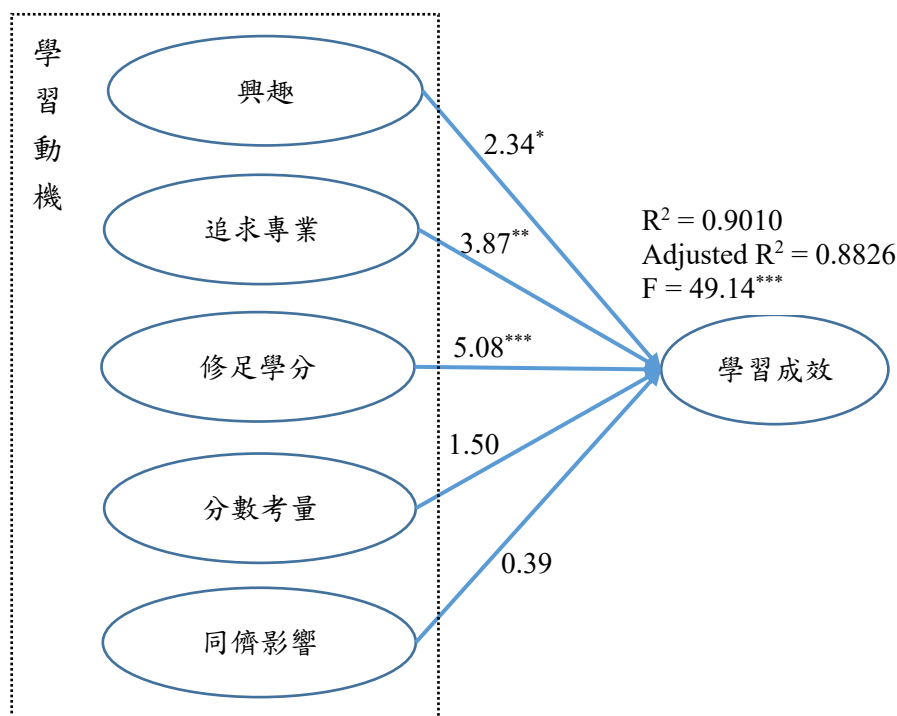 學習動機
興趣
追求專業
修足學分
分數考量
同儕影響
2.34*
3.87**
5.08***
1.50
0.39
R² = 0.9010
Adjusted R² = 0.8826
F = 49.14***
學習成效